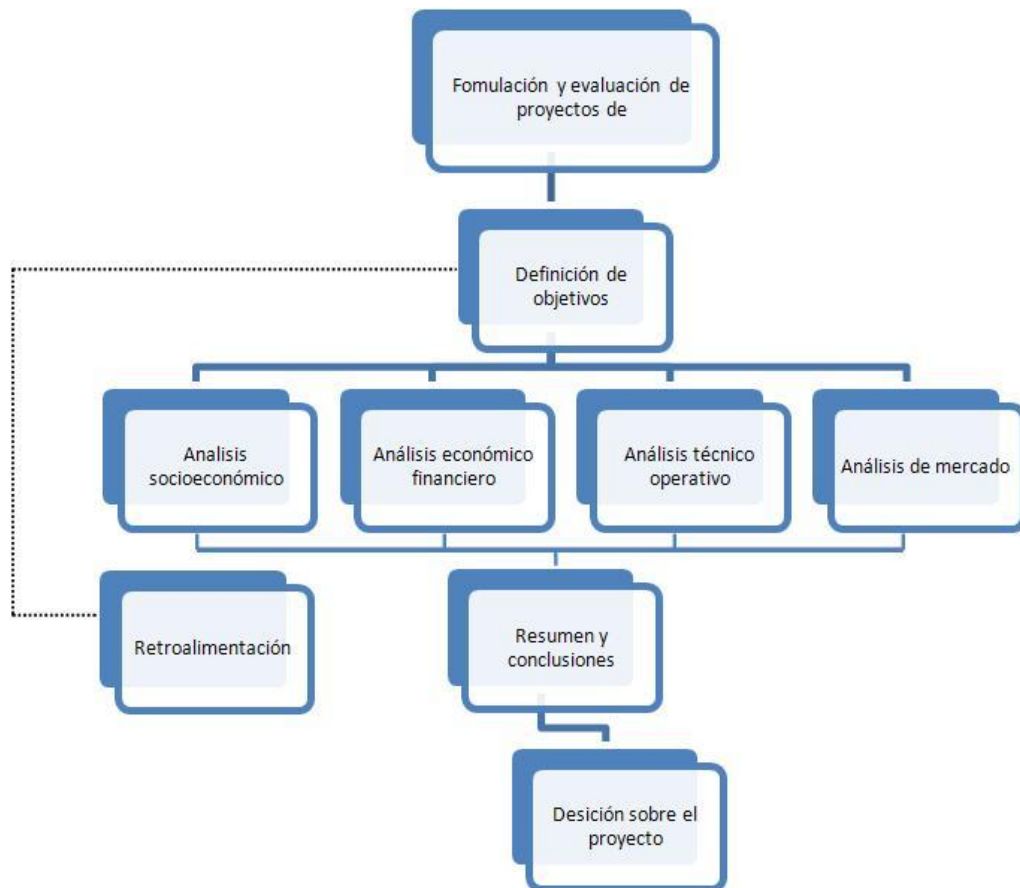 Fomulación y evaluación de
proyectos de
Definición de
objetivos
Analisis
socioeconómico
Análisis económico
financiero
Análisis técnico
operativo
Análisis de mercado
Retroalimentación
Resumen y
conclusiones
Desición sobre el
proyecto